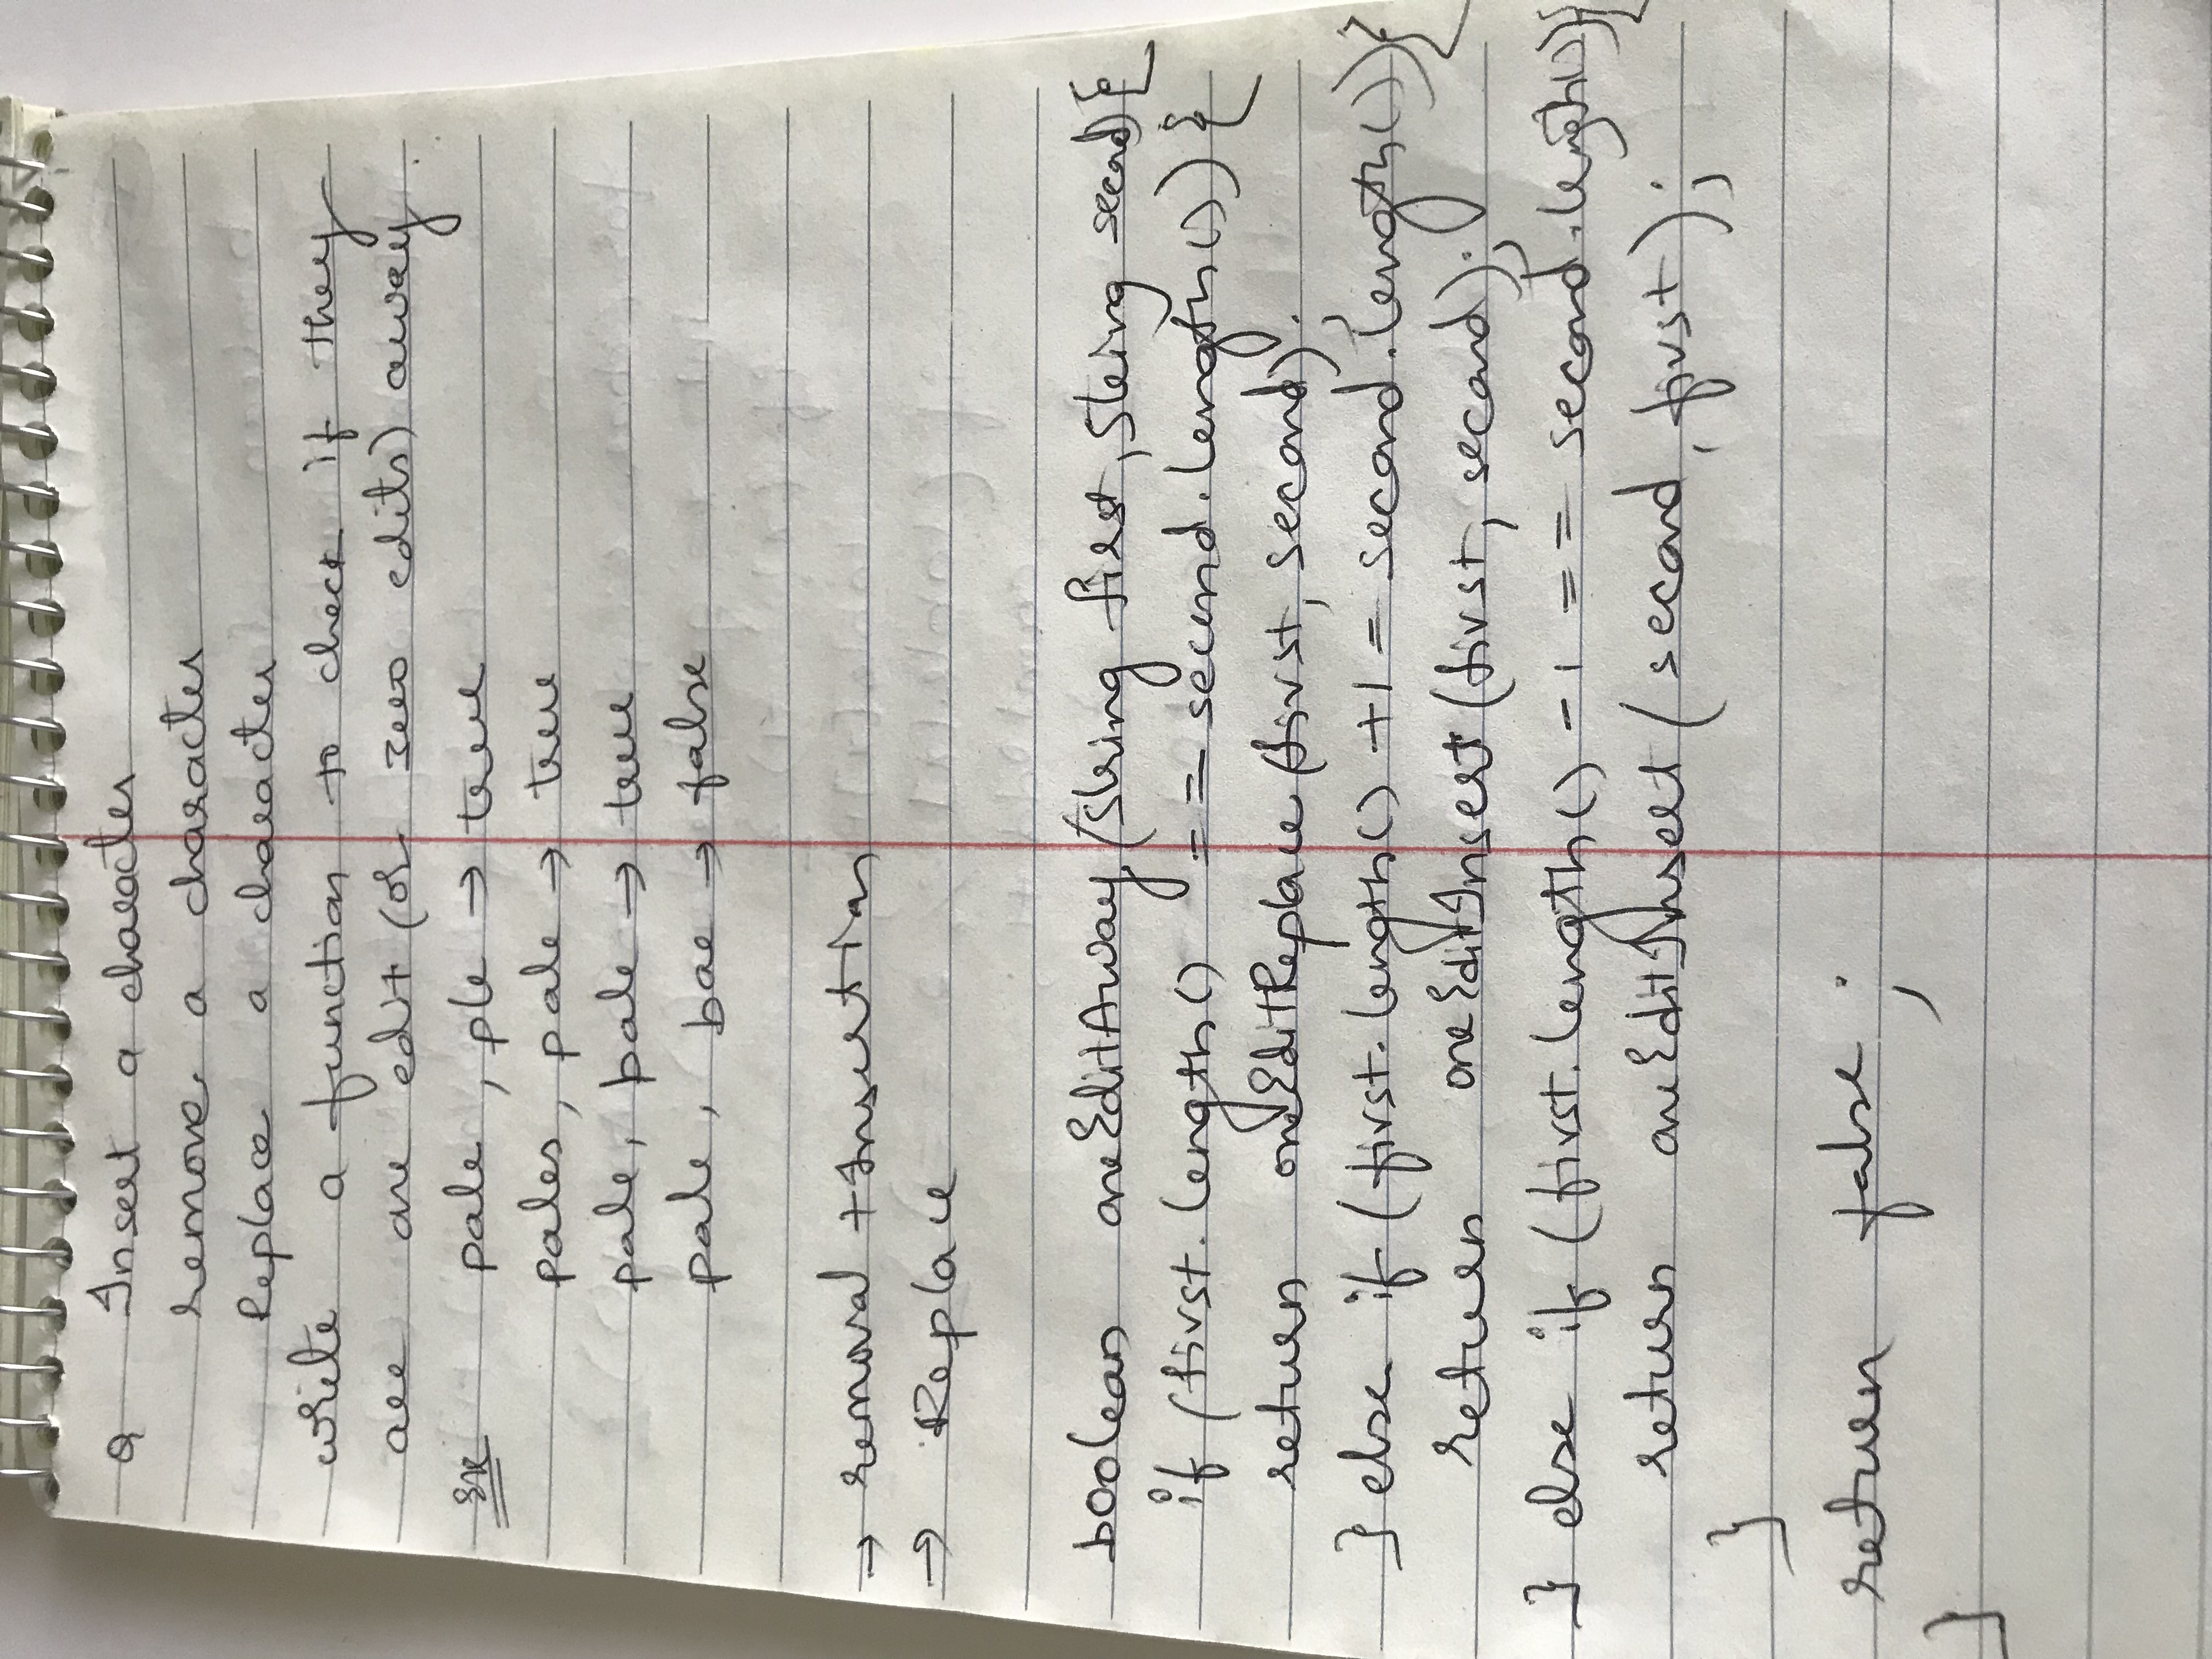 Q Insert a character
remove a character
Replace a character
write a function to check if they
are one edit (or zero edits) away.
Ex pale, ple → true
pales, pale → true
pale, bale → true
pale, bae → false
→ removal + Insertion
→ Replace
boolean oneEditAway(String first, String second){
if (first.length() == second.length()) {
return oneEditReplace(first, second);
} else if (first.length() +1 = second.length()){
return oneEditInsert(first, second);
} else if (first.length() -1 == second.length()){
return oneEditInsert(second, first);
}
return false;
}